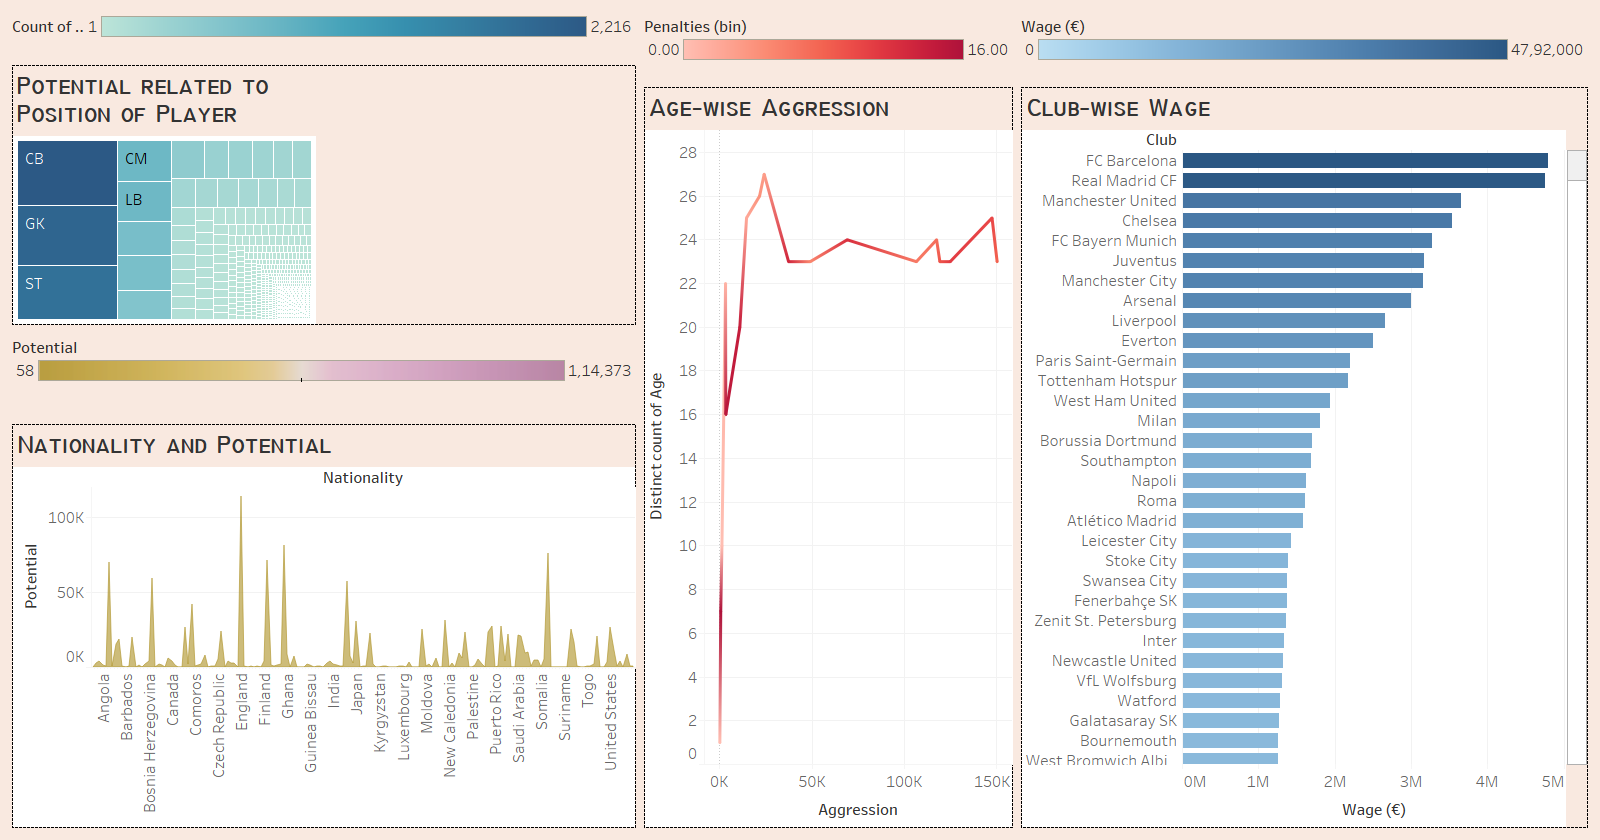 Count of .. 1 2,216
Penalties (bin)
0.00 16.00
Wage (€)
0 47,92,000
Potential related to
Position of Player
CB
GK
ST
CM
LB
Potential
58 1,14,373
Nationality and Potential
Nationality
Potential
100K
50K
0K
Angola
Barbados
Bosnia Herzegovina
Canada
Comoros
Czech Republic
England
Finland
Ghana
Guinea Bissau
India
Japan
Kyrgyzstan
Luxembourg
Moldova
New Caledonia
Palestine
Puerto Rico
Saudi Arabia
Somalia
Suriname
Togo
United States
Age-wise Aggression
Distinct count of Age
28
26
24
22
20
18
16
14
12
10
8
6
4
2
0
0K 50K 100K 150K
Aggression
Club-wise Wage
Club
FC Barcelona
Real Madrid CF
Manchester United
Chelsea
FC Bayern Munich
Juventus
Manchester City
Arsenal
Liverpool
Everton
Paris Saint-Germain
Tottenham Hotspur
West Ham United
Milan
Borussia Dortmund
Southampton
Napoli
Roma
Atlético Madrid
Leicester City
Stoke City
Swansea City
Fenerbahçe SK
Zenit St. Petersburg
Inter
Newcastle United
VfL Wolfsburg
Watford
Galatasaray SK
Bournemouth
West Bromwich Albi
0M 1M 2M 3M 4M 5M
Wage (€)